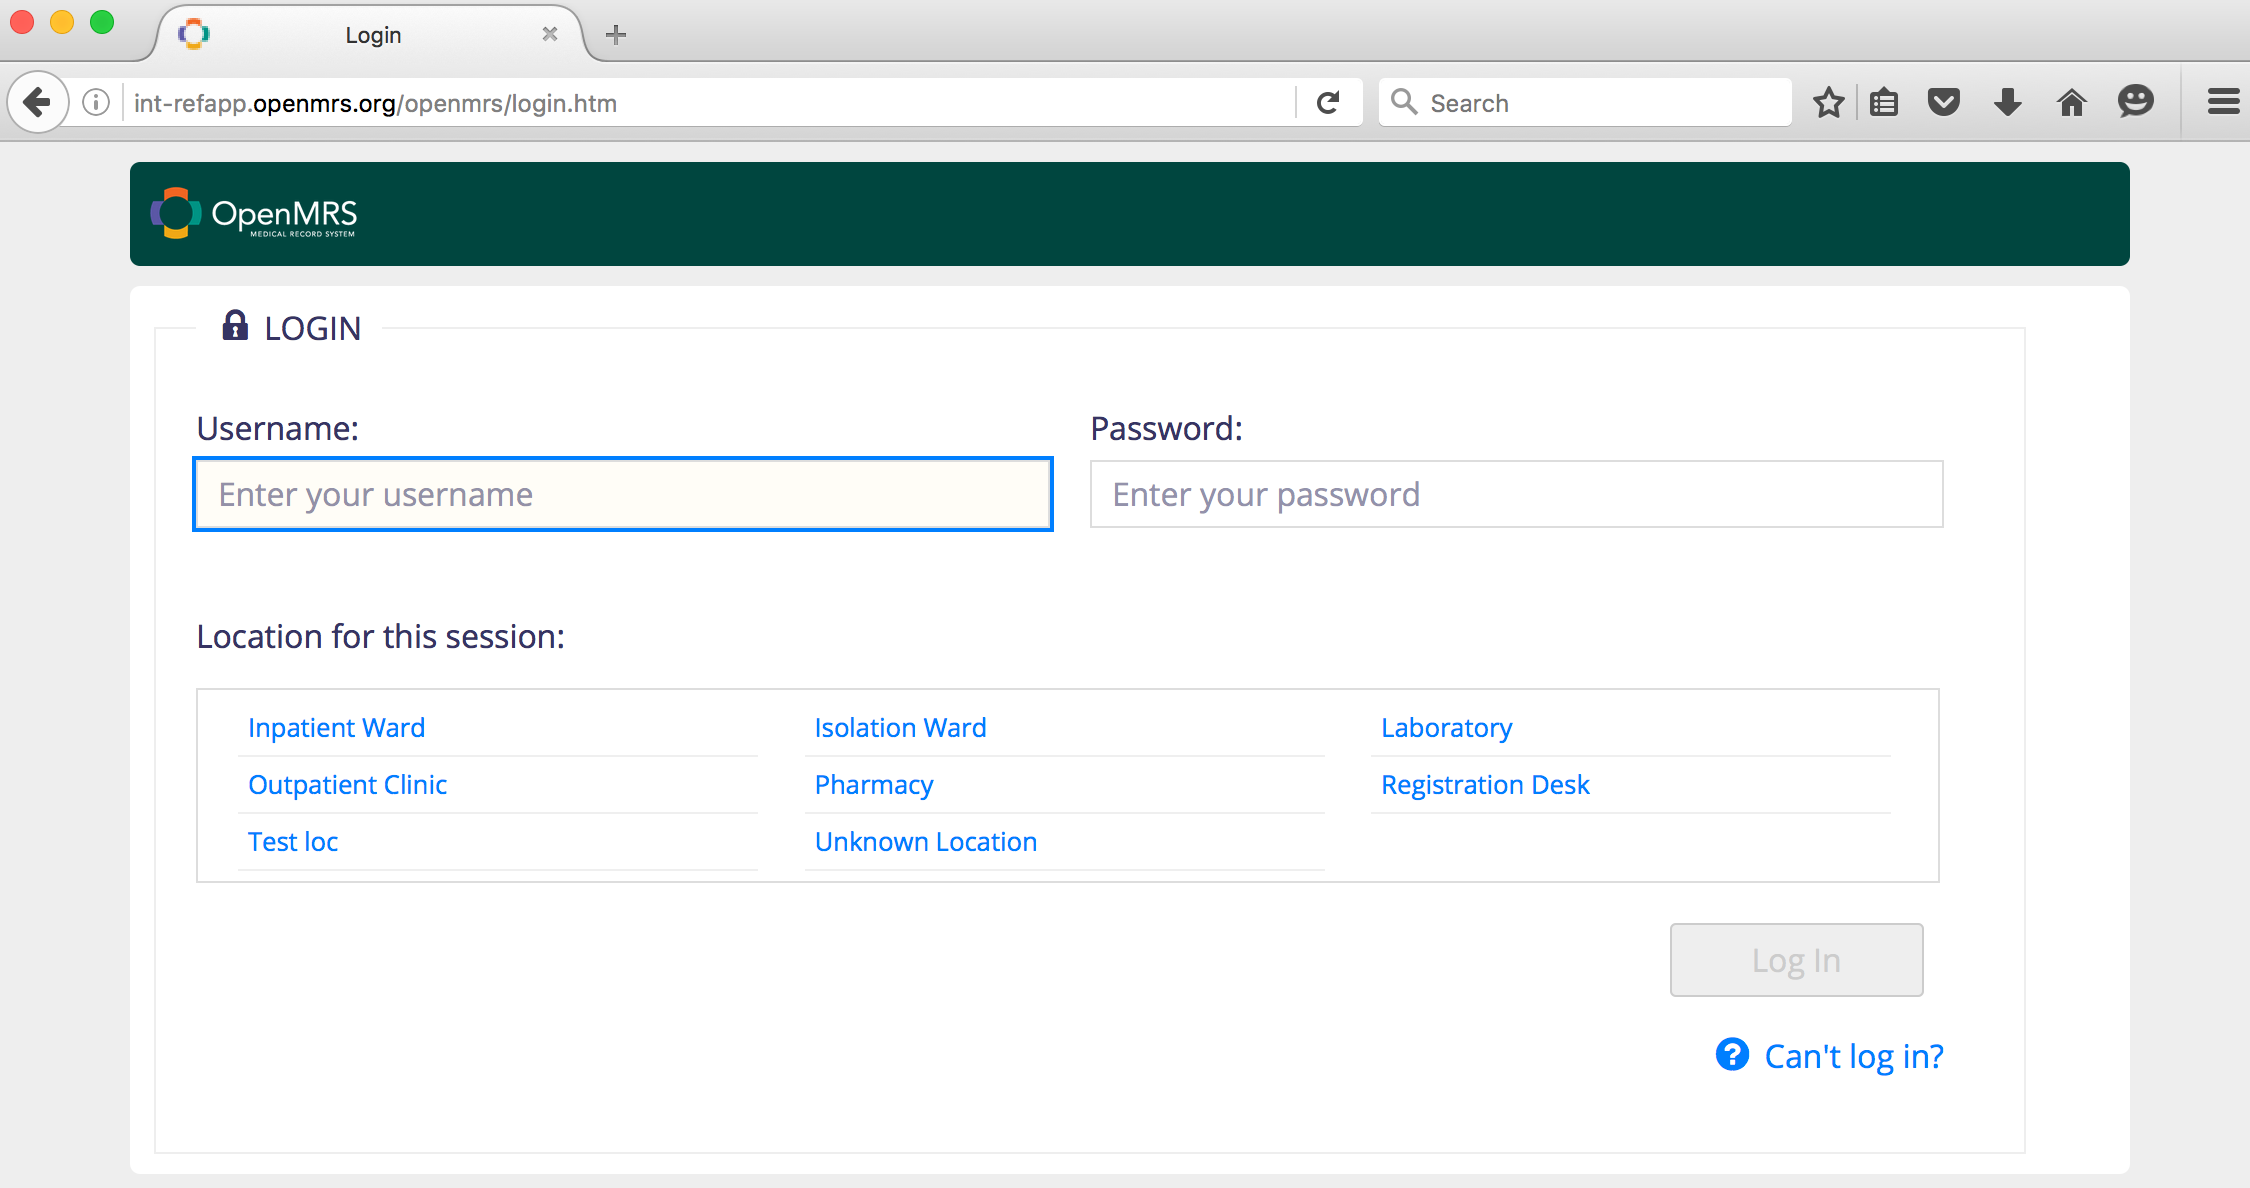 Login
int-refapp.openmrs.org/openmrs/login.htm
Search
OpenMRS
MEDICAL RECORD SYSTEM
LOGIN
Username:
Password:
Enter your username
Enter your password
Location for this session:
Inpatient Ward
Isolation Ward
Laboratory
Outpatient Clinic
Pharmacy
Registration Desk
Test loc
Unknown Location
Log In
Can't log in?